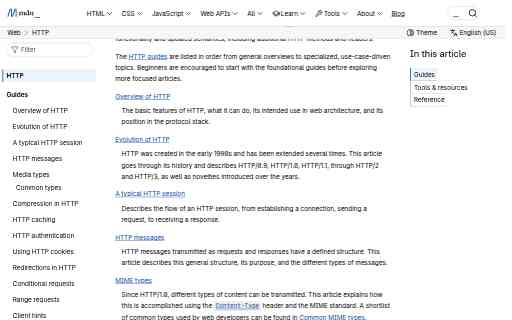 mdn_
HTML
CSS
JavaScript
Web APIs
All
Learn
Tools
About
Blog
Web
HTTP
Theme
English (US)
Filter
HTTP
Guides
Overview of HTTP
Evolution of HTTP
A typical HTTP session
HTTP messages
Media types
Common types
Compression in HTTP
HTTP caching
HTTP authentication
Using HTTP cookies
Redirections in HTTP
Conditional requests
Range requests
Client hints
The HTTP guides are listed in order from general overviews to specialized, use-case-driven
topics. Beginners are encouraged to start with the foundational guides before exploring
more focused articles.
Overview of HTTP
The basic features of HTTP, what it can do, its intended use in web architecture, and its
position in the protocol stack.
Evolution of HTTP
HTTP was created in the early 1990s and has been extended several times. This article
goes through its history and describes HTTP/0.9, HTTP/1.0, HTTP/1.1, through HTTP/2
and HTTP/3, as well as novelties introduced over the years.
A typical HTTP session
Describes the flow of an HTTP session, from establishing a connection, sending a
request, to receiving a response.
HTTP messages
HTTP messages transmitted as requests and responses have a defined structure. This
article describes this general structure, its purpose, and the different types of messages.
MIME types
Since HTTP/1.0, different types of content can be transmitted. This article explains how
this is accomplished using the Content-Type header and the MIME standard. A shortlist
of common types used by web developers can be found in Common MIME types.
In this article
Guides
Tools & resources
Reference